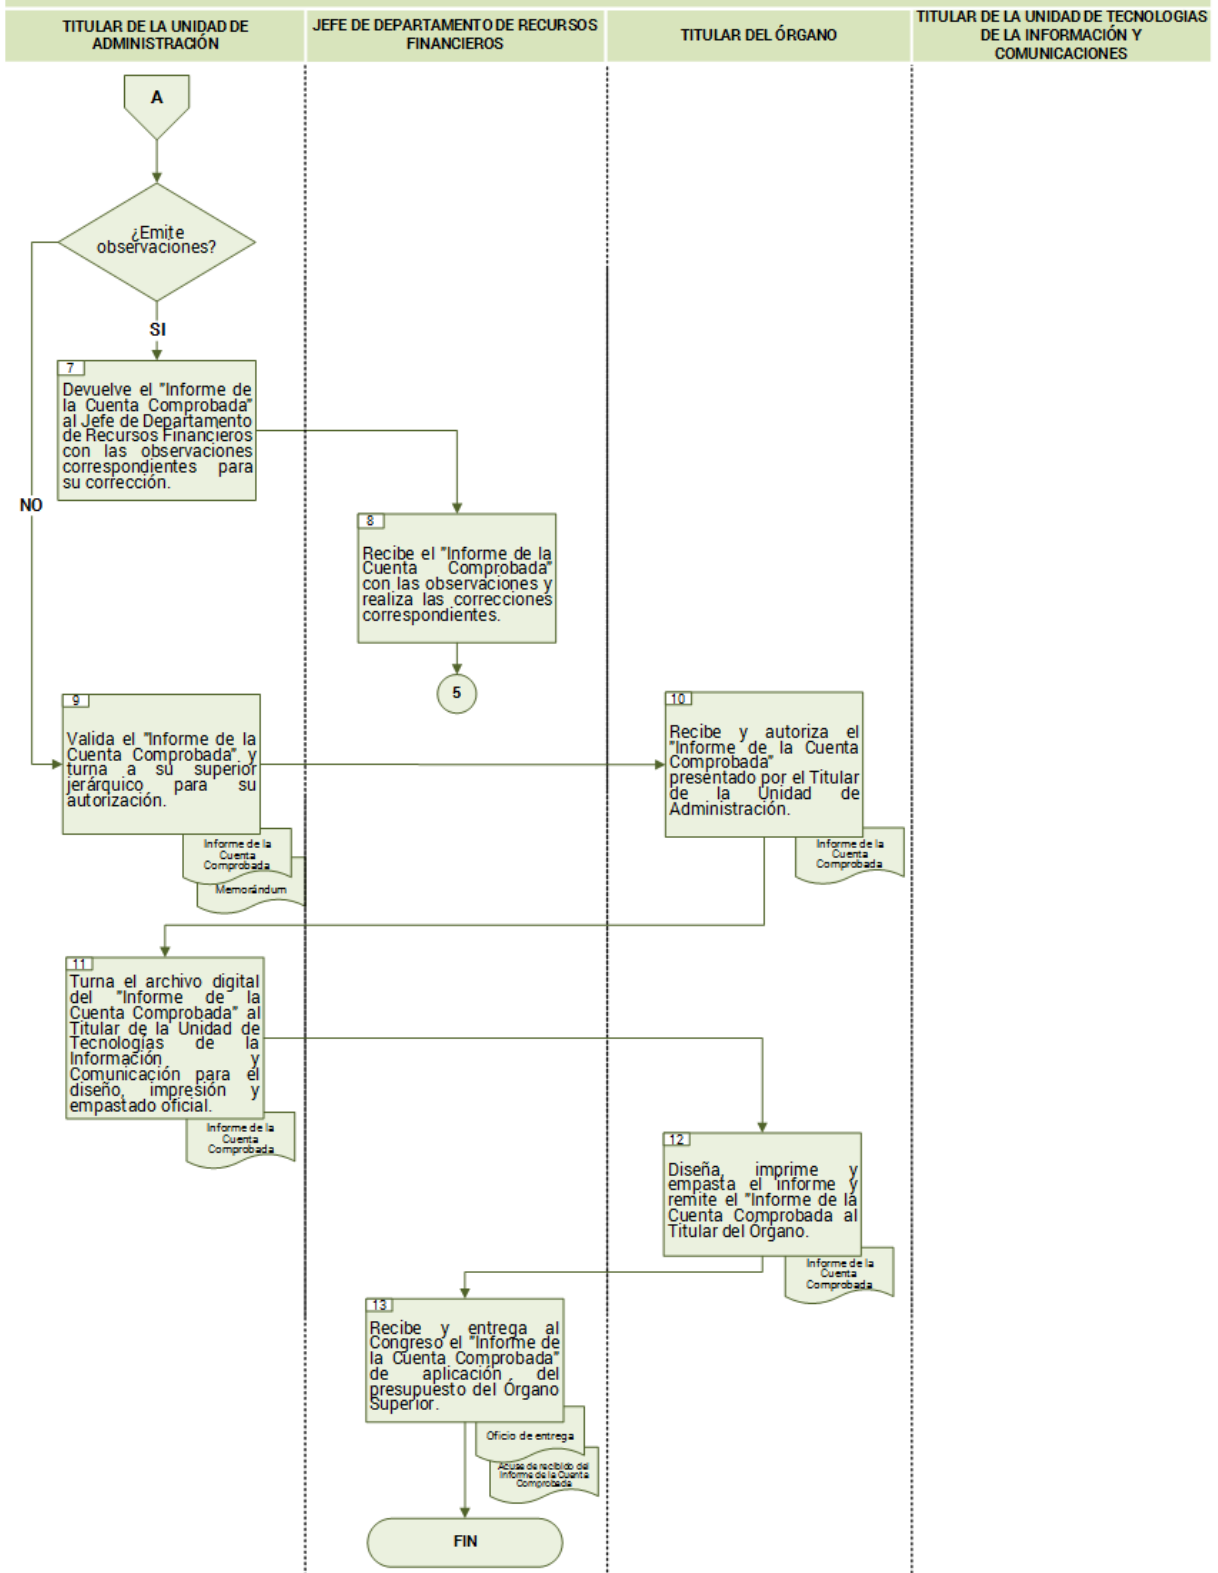 TITULAR DE LA UNIDAD DE
ADMINISTRACIÓN
JEFE DE DEPARTAMENTO DE RECURSOS
FINANCIEROS
TITULAR DEL ÓRGANO
TITULAR DE LA UNIDAD DE TECNOLOGIAS
DE LA INFORMACIÓN Y
COMUNICACIONES
A
¿Emite
observaciones?
SI
7
Devuelve el "Informe de
la Cuenta Comprobada"
al Jefe de Departamento
de Recursos Financieros
con las observaciones
correspondientes para
su corrección.
NO
8
Recibe el "Informe de la
Cuenta Comprobada"
con las observaciones y
realiza las correcciones
correspondientes.
5
9
Valida el "Informe de la
Cuenta Comprobada" y
turna a su superior
jerárquico para su
autorización.
Informe de la
Cuenta
Comprobada
Memorándum
10
Recibe y autoriza el
"Informe de la Cuenta
Comprobada"
presentado por el Titular
de la Unidad de
Administración.
Informe de la
Cuenta
Comprobada
11
Turna el archivo digital
del "Informe de la
Cuenta Comprobada" al
Titular de la Unidad de
Tecnologías de la
Información y
Comunicación para el
diseño, impresión y
empastado oficial.
Informe de la
Cuenta
Comprobada
12
Diseña, imprime y
empasta el informe y
remite el "Informe de la
Cuenta Comprobada al
Titular del Órgano.
Informe de la
Cuenta
Comprobada
13
Recibe y entrega al
Congreso el "Informe de
la Cuenta Comprobada"
de aplicación del
presupuesto del Órgano
Superior.
Oficio de entrega
Acuse de recibido del
Informe de la Cuenta
Comprobada
FIN